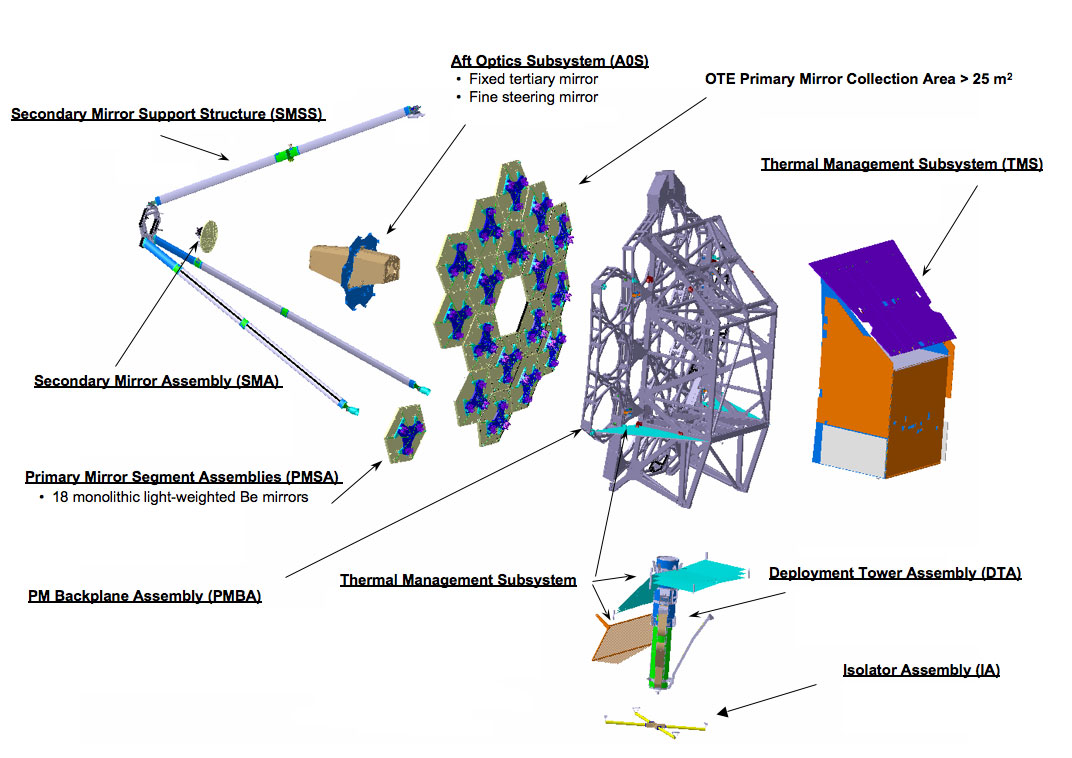 Aft Optics Subsystem (A0S)
• Fixed tertiary mirror
• Fine steering mirror
OTE Primary Mirror Collection Area > 25 m²
Secondary Mirror Support Structure (SMSS)
Thermal Management Subsystem (TMS)
Secondary Mirror Assembly (SMA)
Primary Mirror Segment Assemblies (PMSA)
• 18 monolithic light-weighted Be mirrors
Thermal Management Subsystem
Deployment Tower Assembly (DTA)
PM Backplane Assembly (PMBA)
Isolator Assembly (IA)